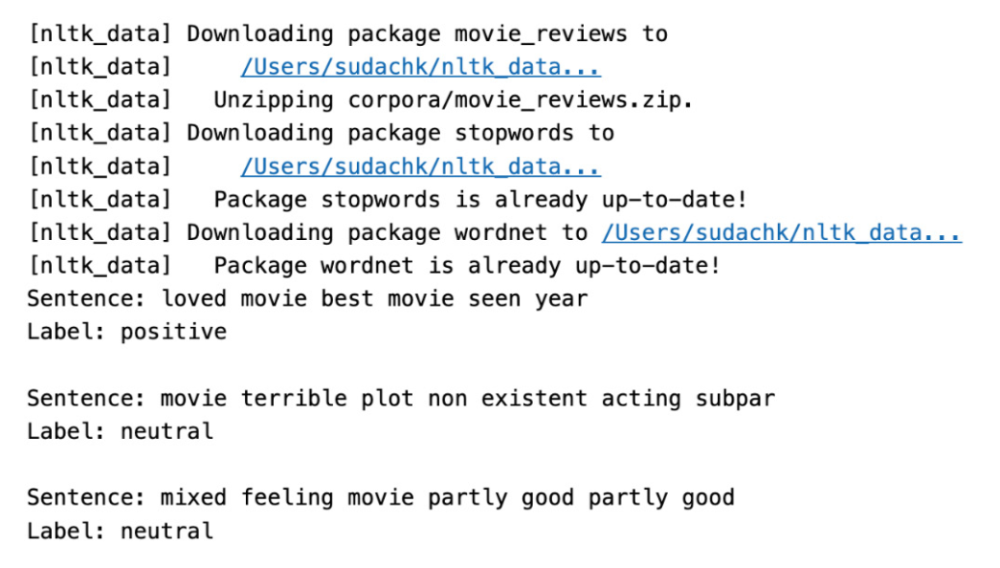 [nltk_data] Downloading package movie_reviews to
[nltk_data]     /Users/sudachk/nltk_data...
[nltk_data]   Unzipping corpora/movie_reviews.zip.
[nltk_data] Downloading package stopwords to
[nltk_data]     /Users/sudachk/nltk_data...
[nltk_data]   Package stopwords is already up-to-date!
[nltk_data] Downloading package wordnet to /Users/sudachk/nltk_data...
[nltk_data]   Package wordnet is already up-to-date!
Sentence: loved movie best movie seen year
Label: positive
Sentence: movie terrible plot non existent acting subpar
Label: neutral
Sentence: mixed feeling movie partly good partly good
Label: neutral